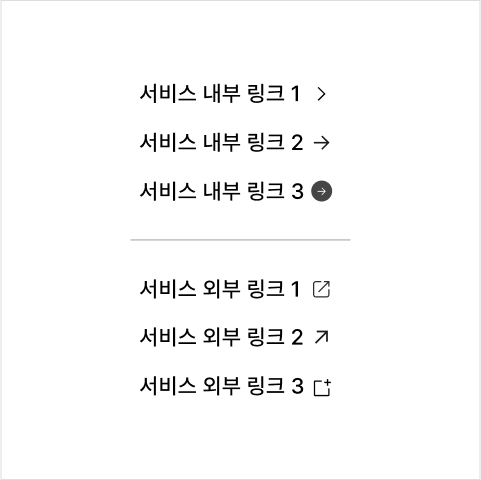 서비스 내부 링크 1
서비스 내부 링크 2
서비스 내부 링크 3
서비스 외부 링크 1
서비스 외부 링크 2
서비스 외부 링크 3